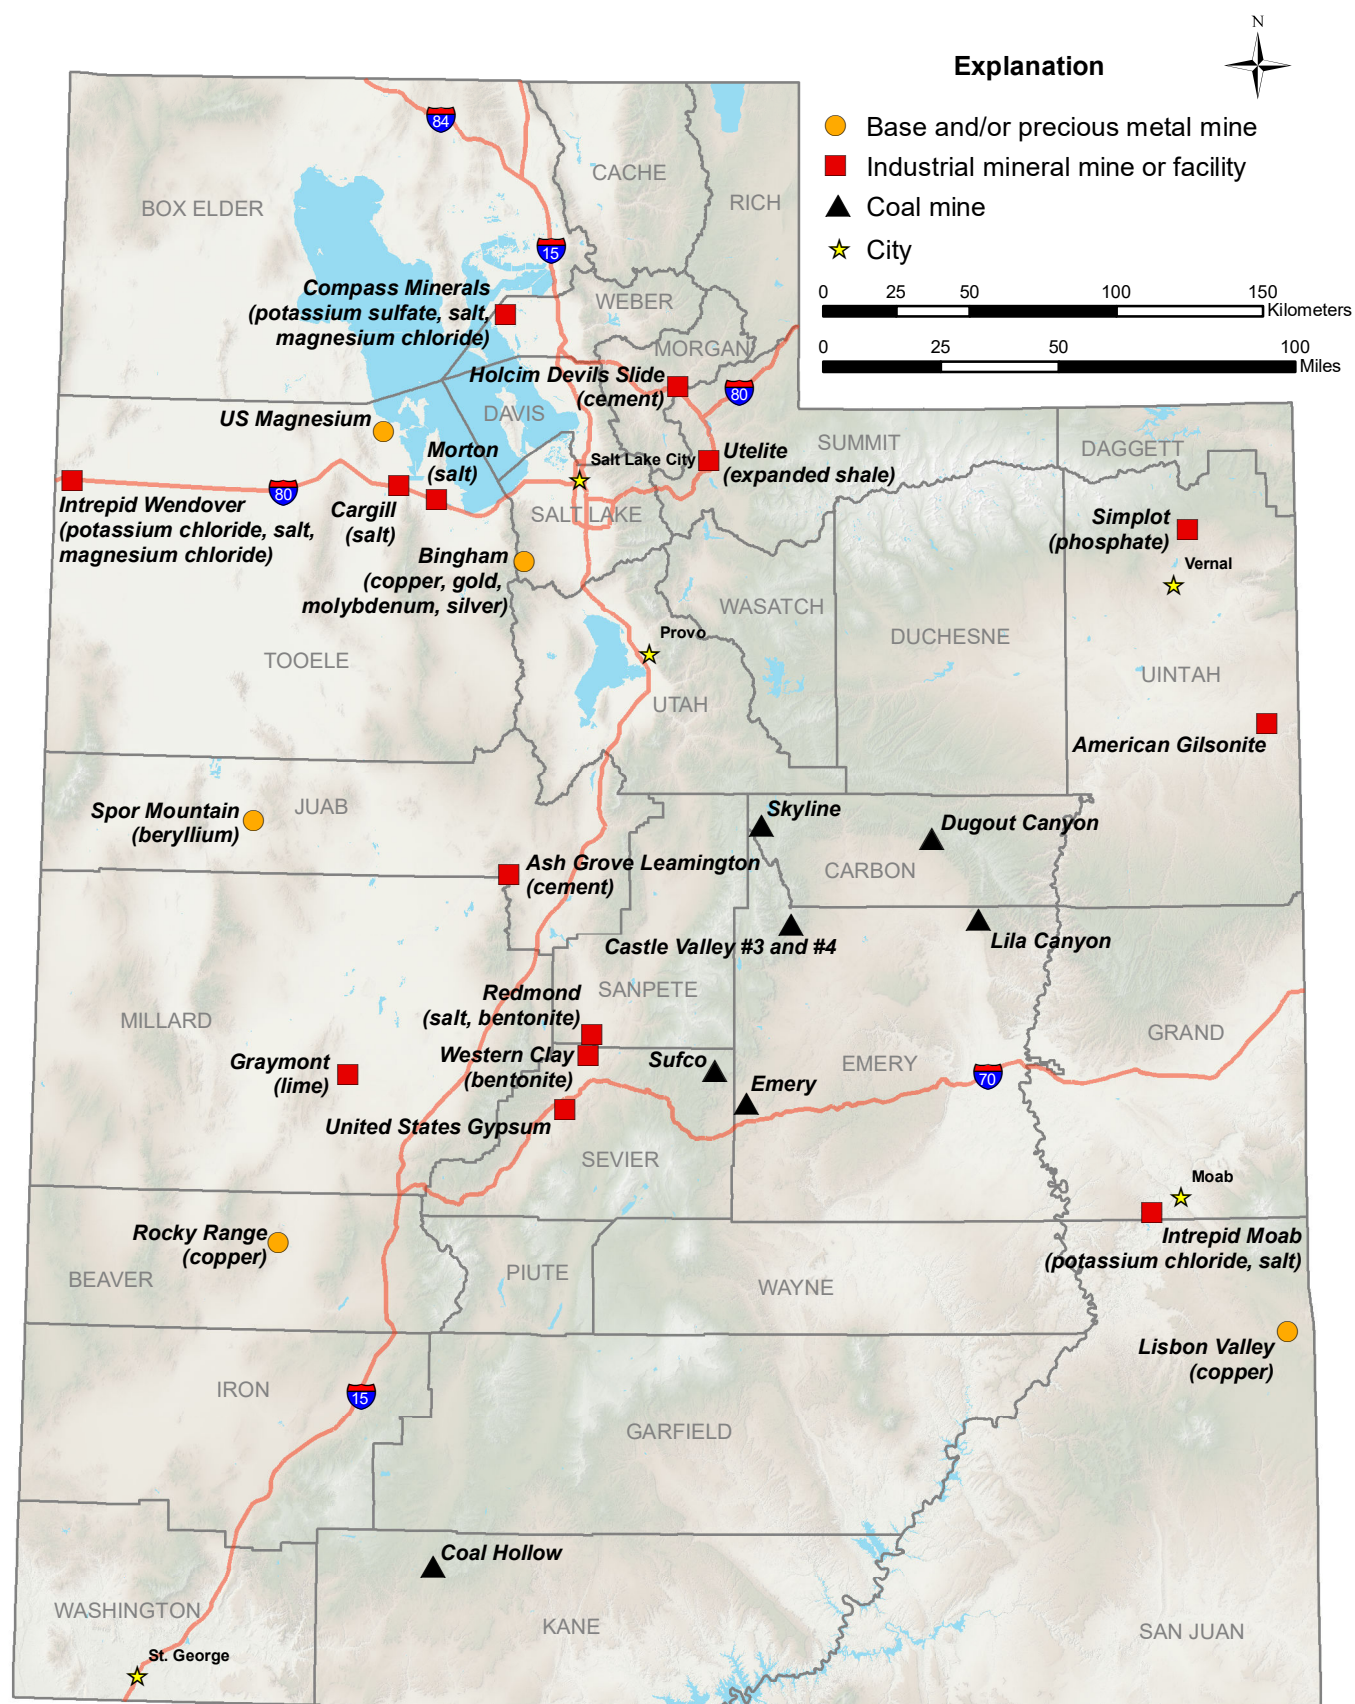 N
Explanation
Base and/or precious metal mine
Industrial mineral mine or facility
Coal mine
City
0 25 50 100 150
Kilometers
0 25 50 100
Miles
84
CACHE
RICH
BOX ELDER
15
Compass Minerals
(potassium sulfate, salt,
magnesium chloride)
WEBER
MORGAN
Holcim Devils Slide
(cement)
80
US Magnesium
DAVIS
Morton
(salt)
Salt Lake City
Utelite
(expanded shale)
SUMMIT
DAGGETT
Intrepid Wendover
(potassium chloride, salt,
magnesium chloride)
80
Cargill
(salt)
SALT LAKE
Simplot
(phosphate)
Vernal
Bingham
(copper, gold,
molybdenum, silver)
WASATCH
DUCHESNE
Provo
TOOELE
UINTAH
UTAH
American Gilsonite
Spor Mountain
(beryllium)
JUAB
Skyline
Dugout Canyon
CARBON
Ash Grove Leamington
(cement)
Castle Valley #3 and #4
Lila Canyon
Redmond
(salt, bentonite)
SANPETE
MILLARD
GRAND
Graymont
(lime)
Western Clay
(bentonite)
Sufco
EMERY
70
Emery
United States Gypsum
SEVIER
Moab
Rocky Range
(copper)
Intrepid Moab
(potassium chloride, salt)
BEAVER
PIUTE
WAYNE
Lisbon Valley
(copper)
IRON
15
GARFIELD
Coal Hollow
WASHINGTON
KANE
SAN JUAN
St. George